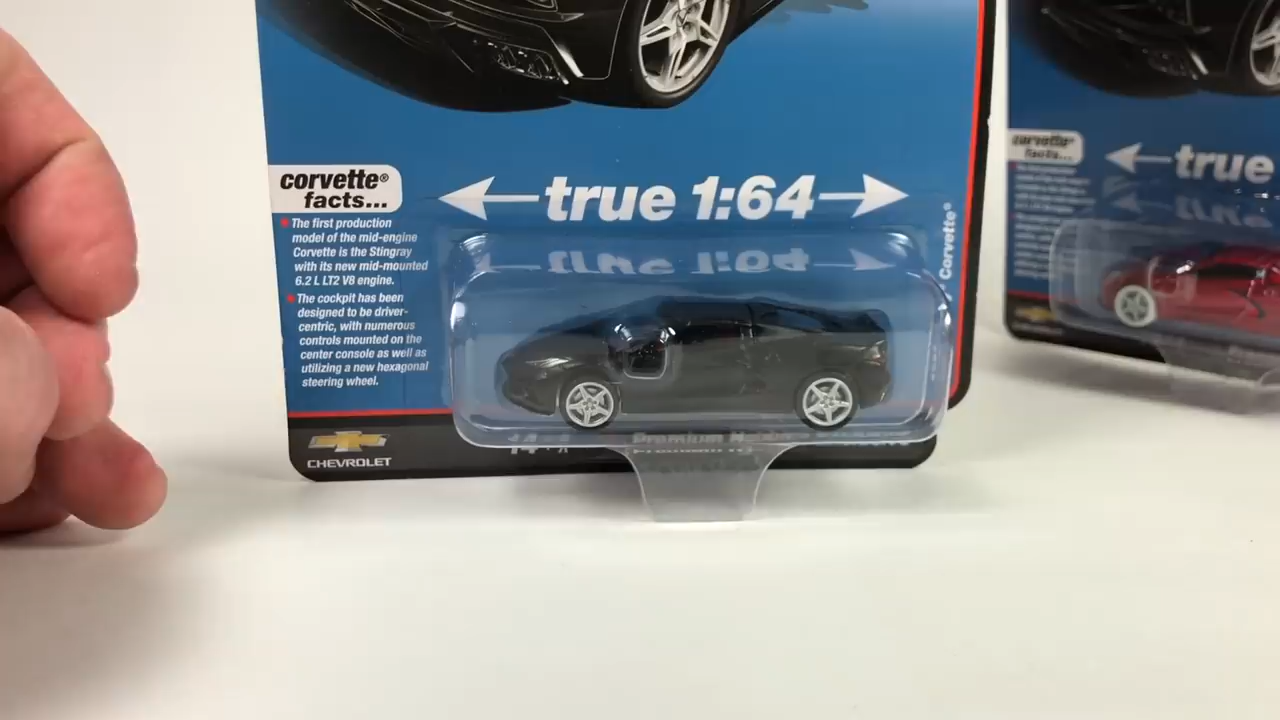 corvette®
facts...
The first production
model of the mid-engine
Corvette is the Stingray
with its new mid-mounted
6.2 L LT2 V8 engine.
The cockpit has been
designed to be driver-
centric, with numerous
controls mounted on the
center console as well as
utilizing a new hexagonal
steering wheel.
true 1:64
Corvette®
CHEVROLET
14+
Premium
corvette®
facts...
true